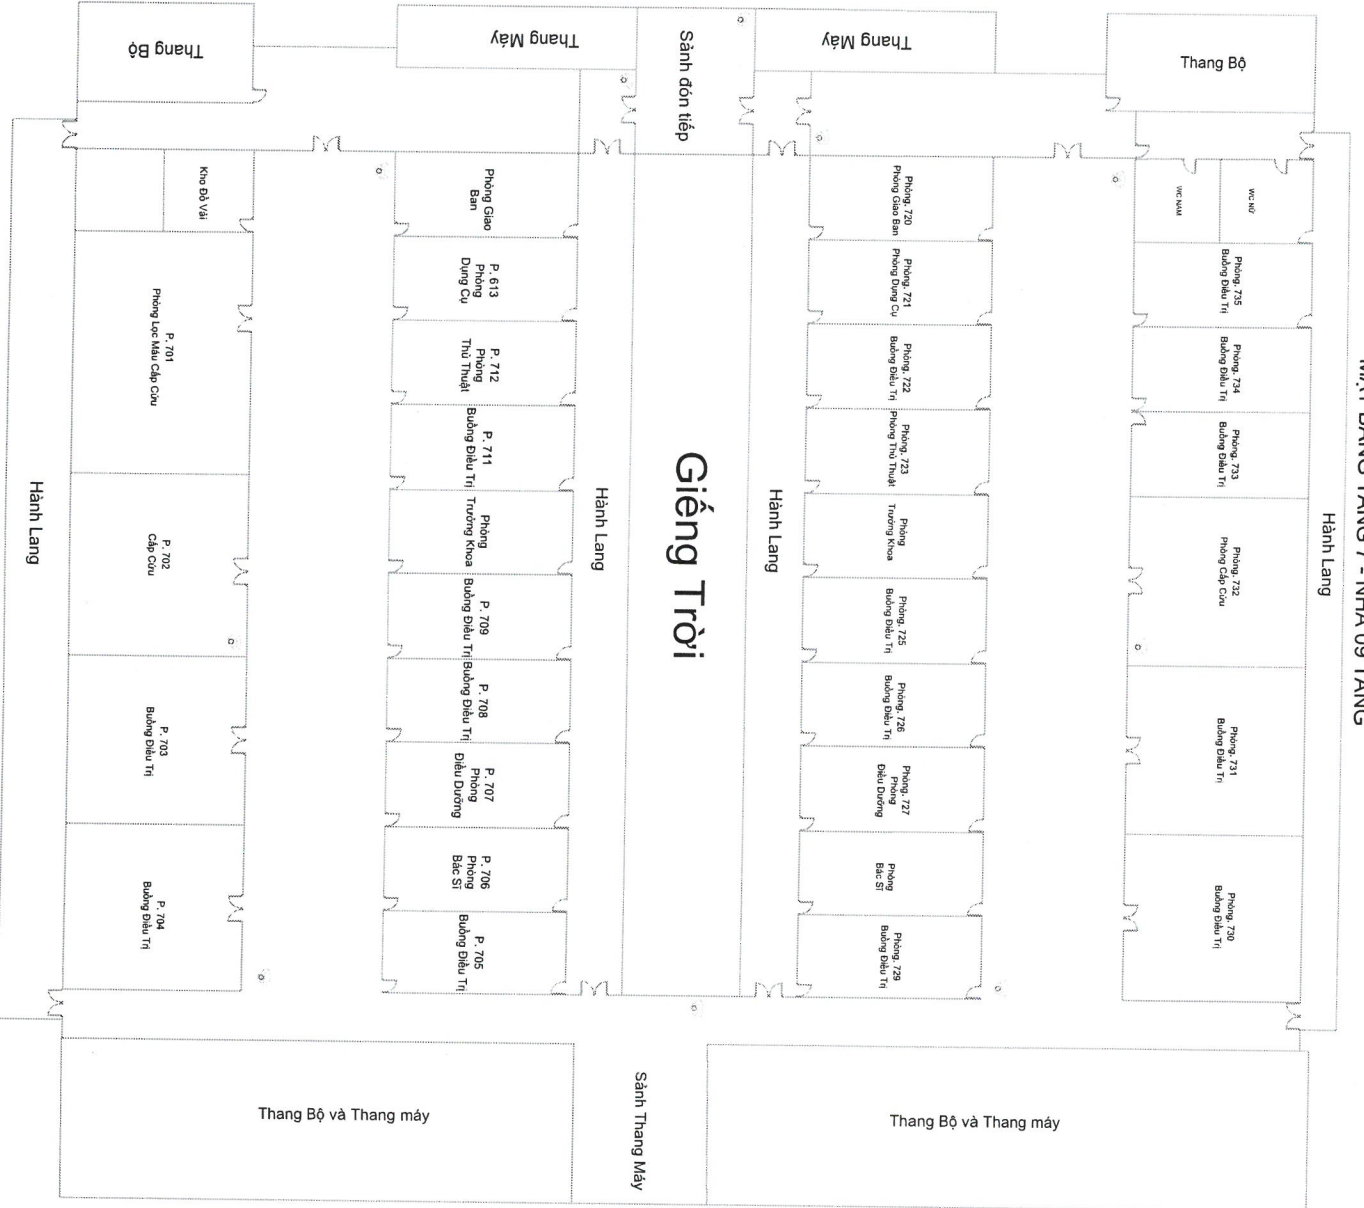 MẶT BẰNG TẦNG 7 - NHÀ 09 TẦNG
Thang Bộ
Thang Máy
Sảnh đón tiếp
Thang Máy
Thang Bộ
Kho Đồ Vải
P. 701
Phòng Lọc Máu Cấp Cứu
P. 702
Cấp Cứu
P. 703
Buồng Điều Trị
P. 704
Buồng Điều Trị
Hành Lang
Phòng Giao
Ban
P. 613
Phòng
Dụng Cụ
P. 712
Phòng
Thủ Thuật
P. 711
Buồng Điều Trị
Phòng
Trưởng Khoa
P. 709
Buồng Điều Trị
P. 708
Buồng Điều Trị
P. 707
Phòng
Điều Dưỡng
P. 706
Phòng
Bác Sĩ
P. 705
Buồng Điều Trị
Hành Lang
Giếng Trời
Hành Lang
Phòng. 720
Phòng Giao Ban
Phòng. 721
Phòng Dụng Cụ
Phòng. 722
Buồng Điều Trị
Phòng. 723
Phòng Thủ Thuật
Phòng
Trưởng Khoa
Phòng. 725
Buồng Điều Trị
Phòng. 726
Buồng Điều Trị
Phòng. 727
Phòng
Điều Dưỡng
Phòng
Bác Sĩ
Phòng. 729
Buồng Điều Trị
WC NAM
WC NỮ
Phòng. 735
Buồng Điều Trị
Phòng. 734
Buồng Điều Trị
Phòng. 733
Buồng Điều Trị
Phòng. 732
Phòng Cấp Cứu
Phòng. 731
Buồng Điều Trị
Phòng. 730
Buồng Điều Trị
Hành Lang
Thang Bộ và Thang máy
Sảnh Thang Máy
Thang Bộ và Thang máy